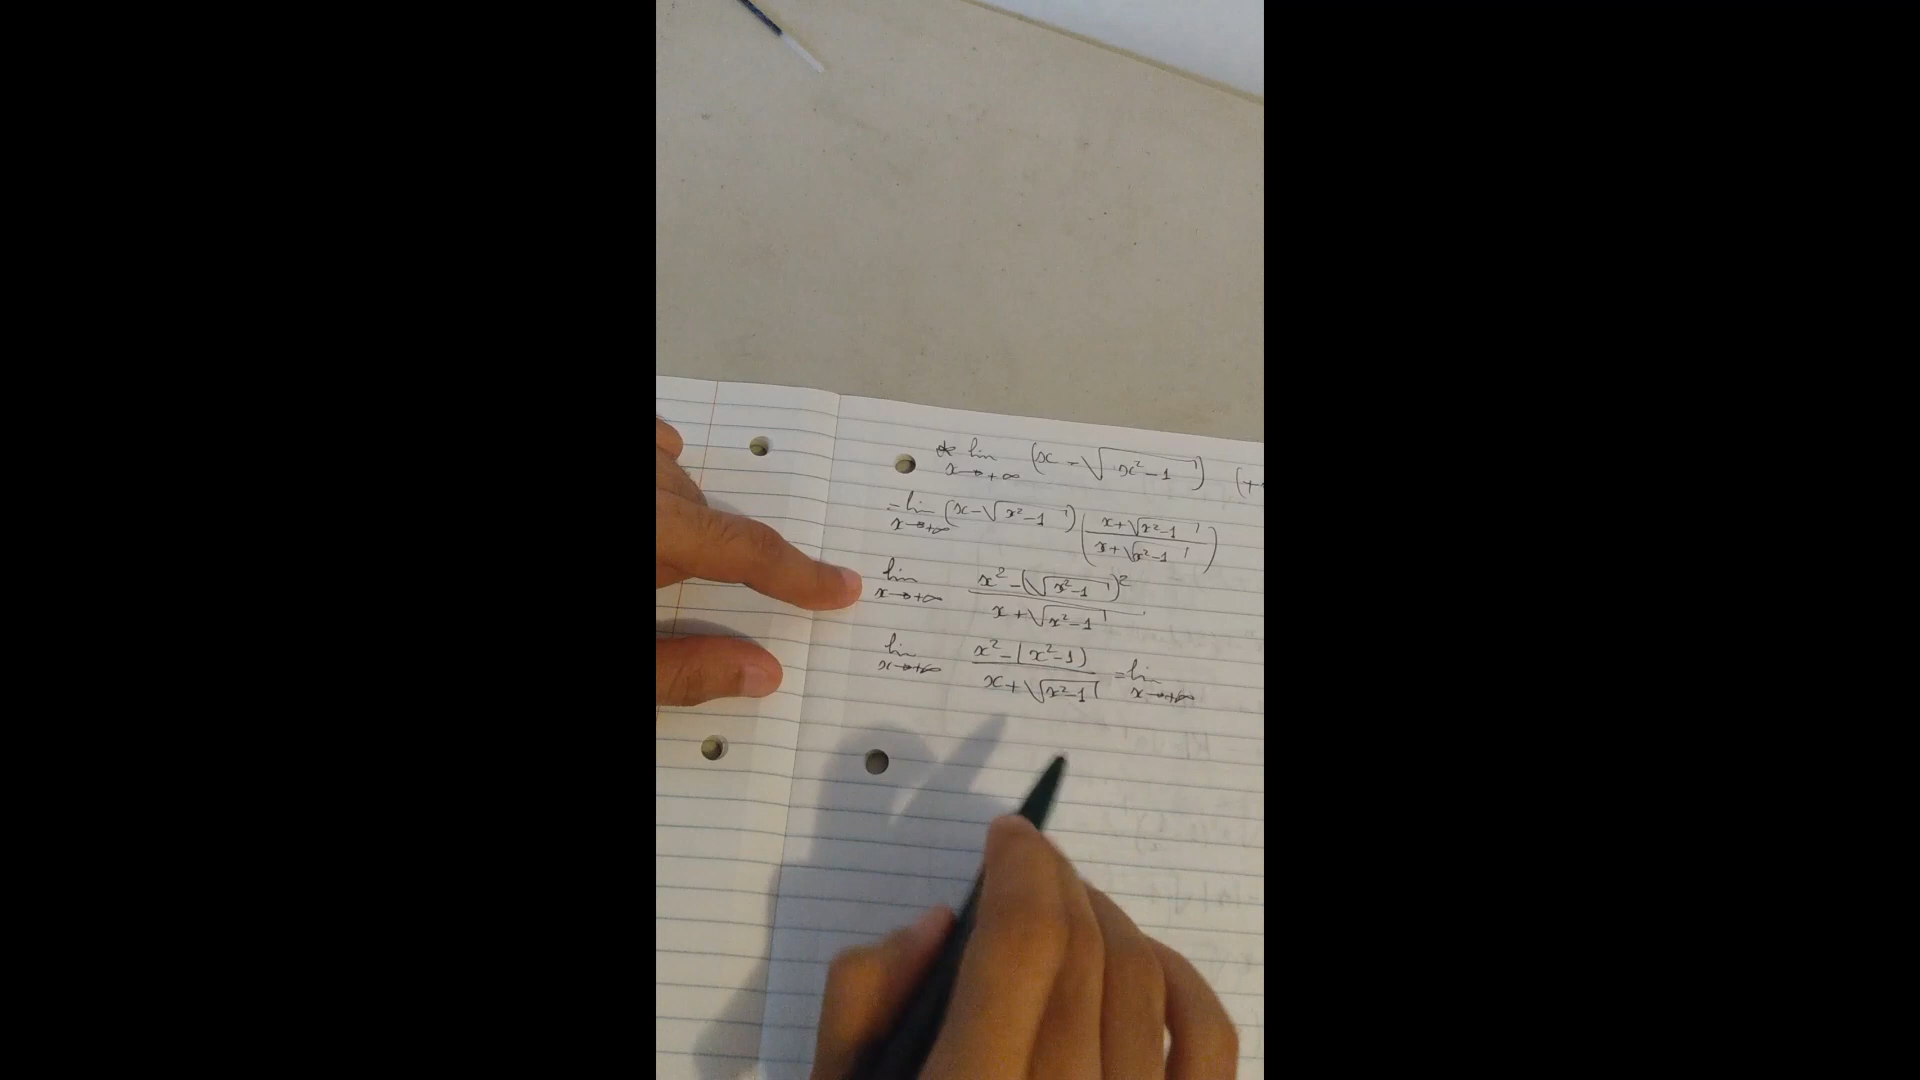 * lim x→+∞ (x - √(x²-1)) (+
= lim x→+∞ (x - √(x²-1)) ((x+√(x²-1))/(x+√(x²-1)))
lim x→+∞ (x² - (√(x²-1))²)/(x+√(x²-1))
lim x→+∞ (x² - (x²-1))/(x+√(x²-1)) = lim x→+∞